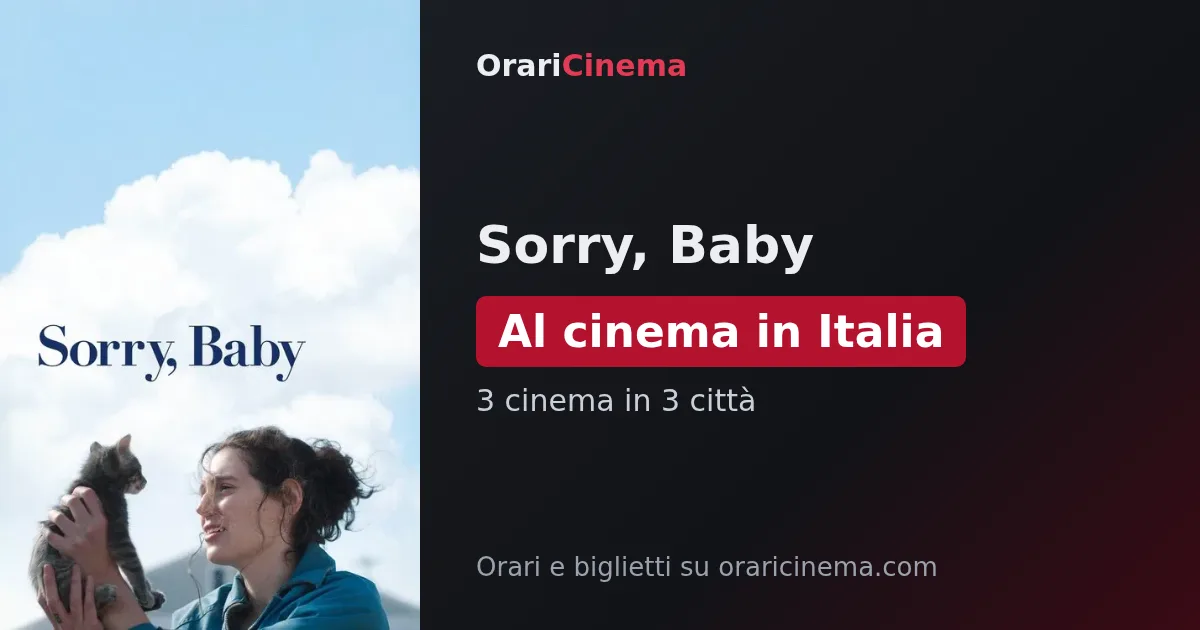 Sorry, Baby
OrariCinema
Sorry, Baby
Al cinema in Italia
3 cinema in 3 città
Orari e biglietti su oraricinema.com